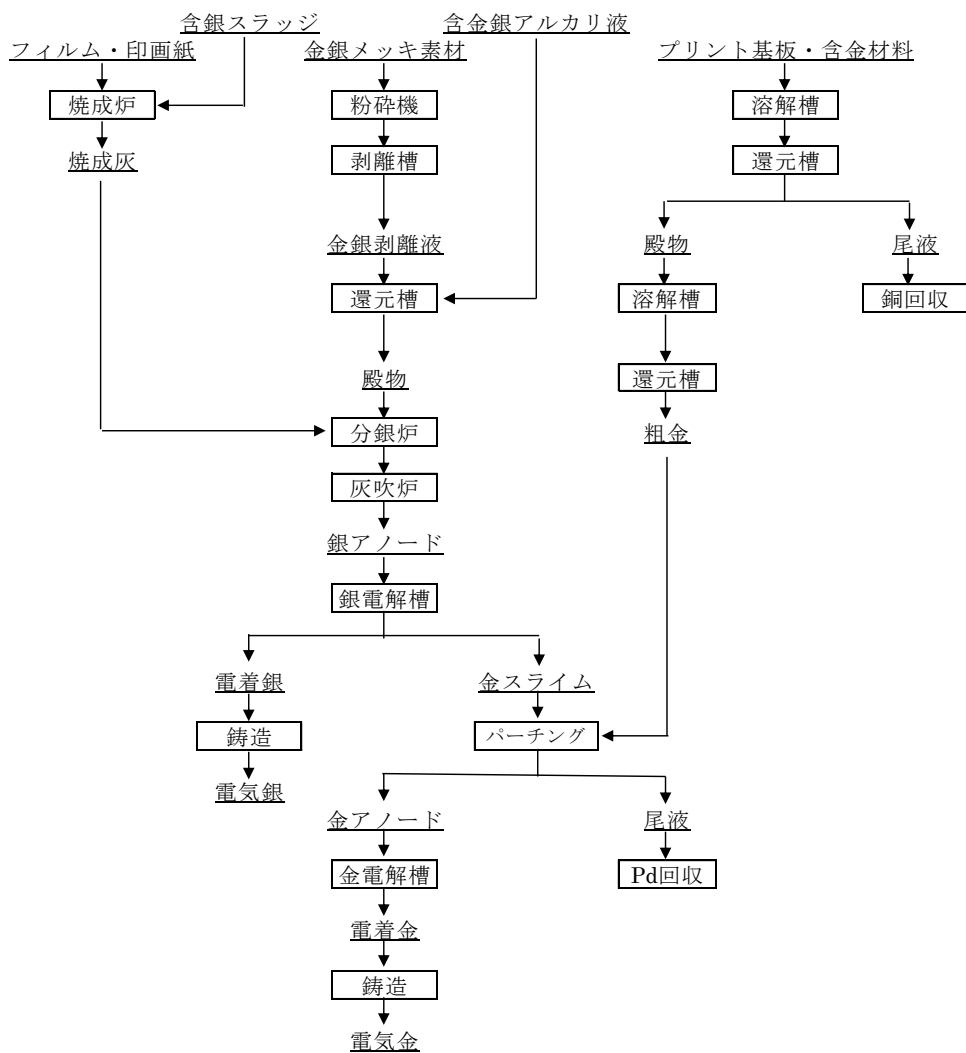 含銀スラッジ
含金銀アルカリ液
フィルム・印画紙
金銀メッキ素材
プリント基板・含金材料
焼成炉
粉砕機
溶解槽
焼成灰
剥離槽
還元槽
金銀剥離液
殿物
尾液
還元槽
溶解槽
銅回収
殿物
還元槽
分銀炉
粗金
灰吹炉
銀アノード
銀電解槽
電着銀
金スライム
鋳造
パーチング
電気銀
金アノード
尾液
金電解槽
Pd回収
電着金
鋳造
電気金